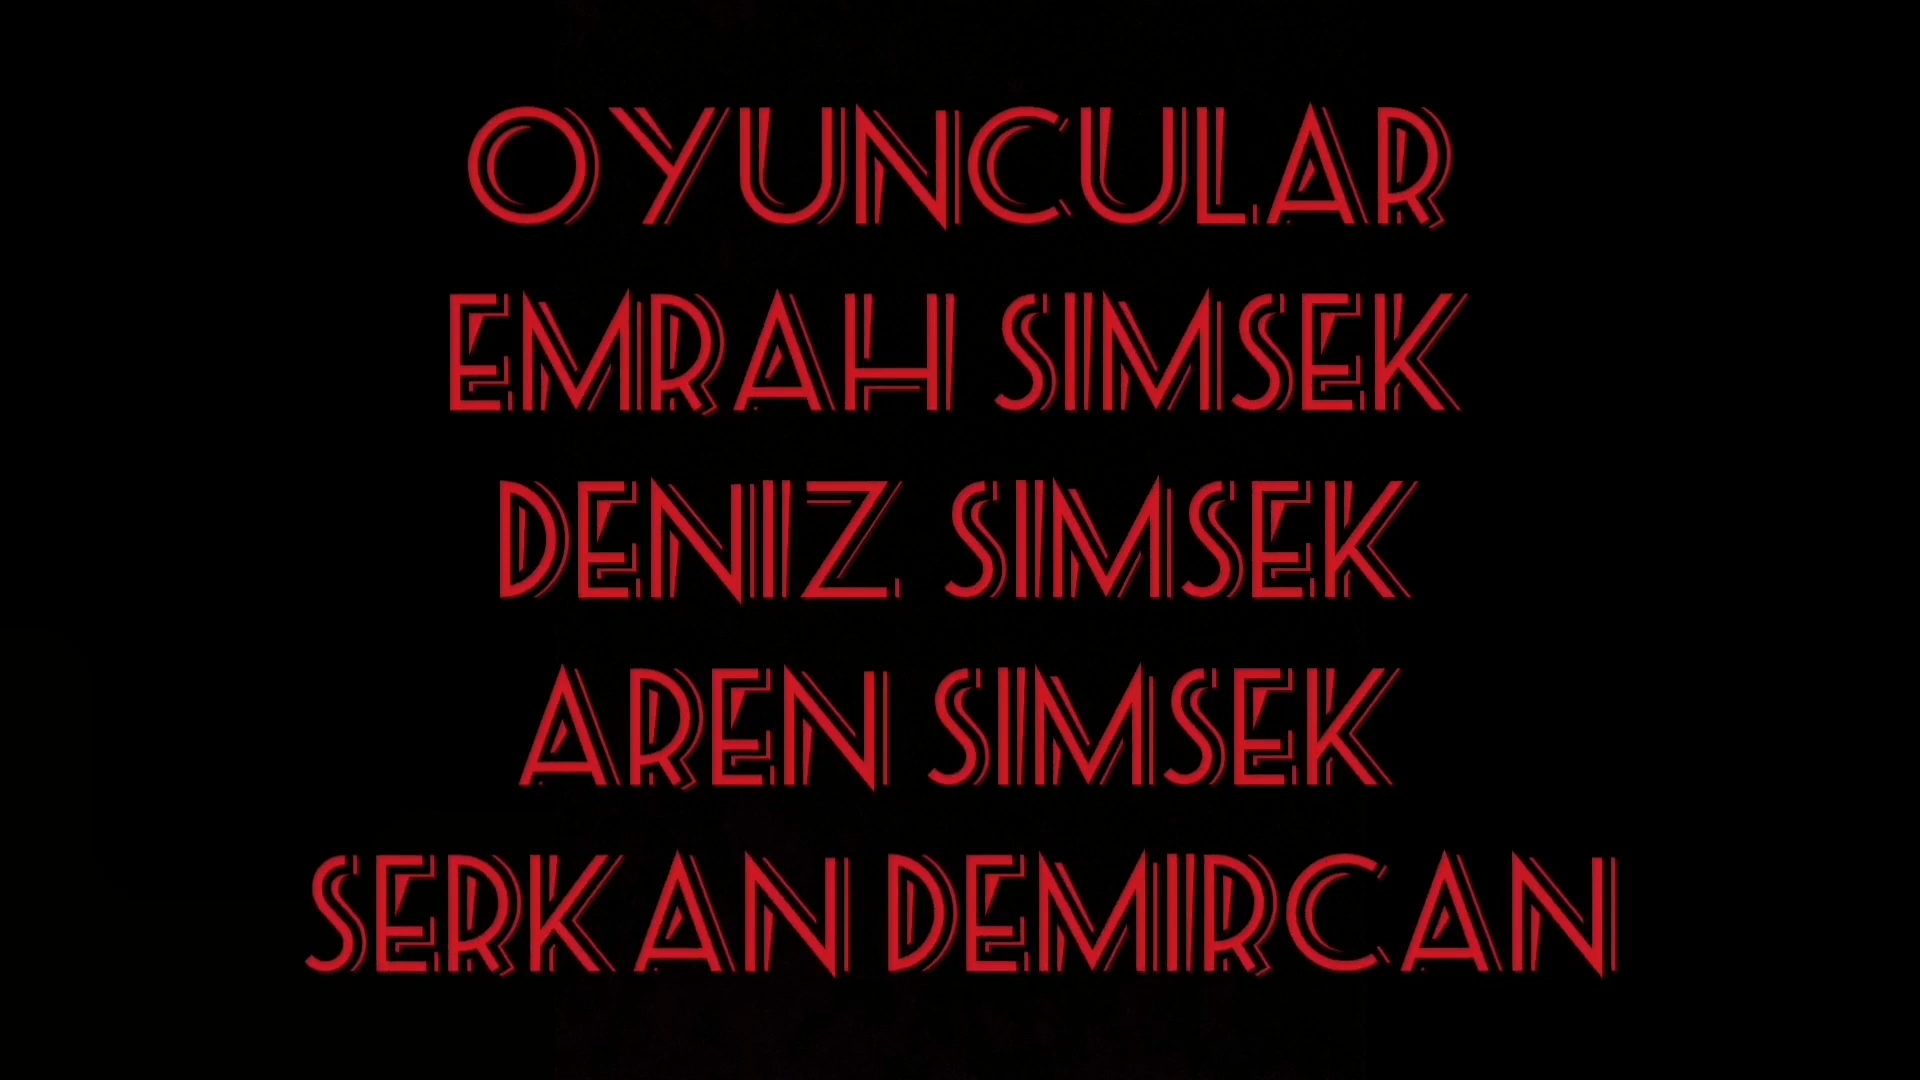 OYUNCULAR
EMRAH SIMSEK
DENIZ SIMSEK
AREN SIMSEK
SERKAN DEMIRCAN